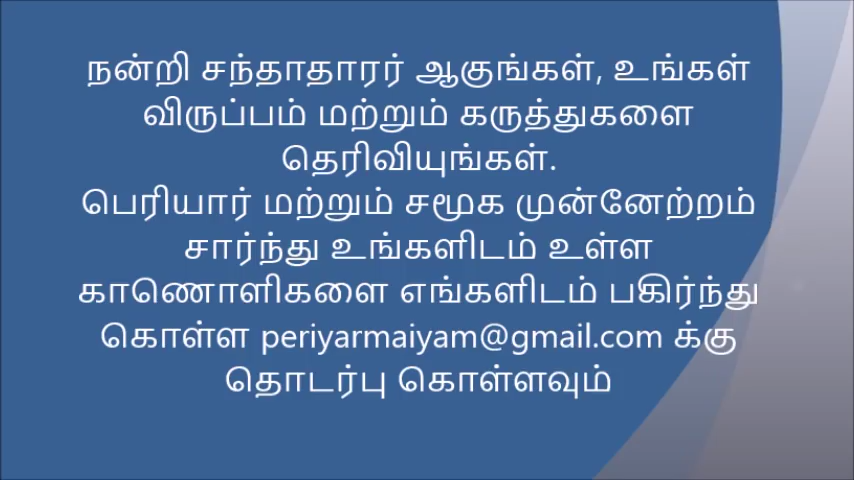 நன்றி சந்தாதாரர் ஆகுங்கள், உங்கள்
விருப்பம் மற்றும் கருத்துகளை
தெரிவியுங்கள்.
பெரியார் மற்றும் சமூக முன்னேற்றம்
சார்ந்து உங்களிடம் உள்ள
காணொளிகளை எங்களிடம் பகிர்ந்து
கொள்ள periyarmaiyam@gmail.com க்கு
தொடர்பு கொள்ளவும்